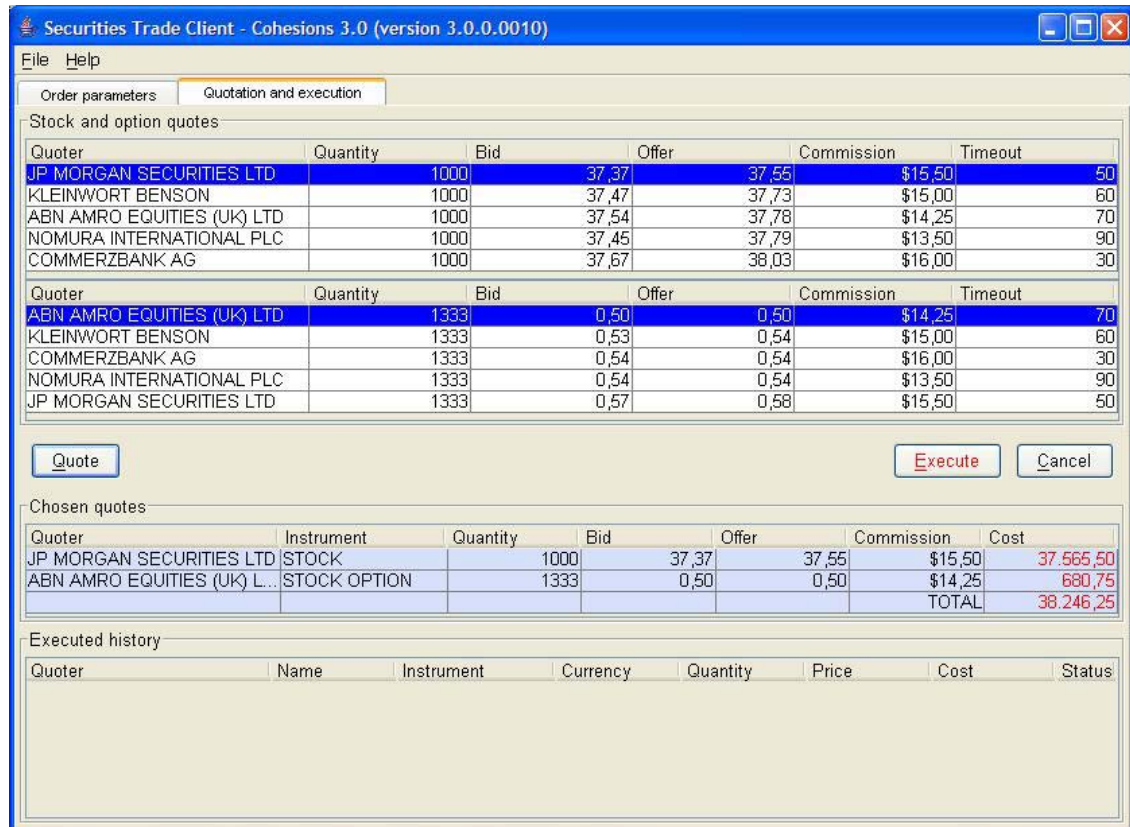 Securities Trade Client - Cohesions 3.0 (version 3.0.0.0010)
File Help
Order parameters Quotation and execution
Stock and option quotes
Quoter Quantity Bid Offer Commission Timeout
JP MORGAN SECURITIES LTD 1000 37,37 37,55 $15,50 50
KLEINWORT BENSON 1000 37,47 37,73 $15,00 60
ABN AMRO EQUITIES (UK) LTD 1000 37,54 37,78 $14,25 70
NOMURA INTERNATIONAL PLC 1000 37,45 37,79 $13,50 90
COMMERZBANK AG 1000 37,67 38,03 $16,00 30
Quoter Quantity Bid Offer Commission Timeout
ABN AMRO EQUITIES (UK) LTD 1333 0,50 0,50 $14,25 70
KLEINWORT BENSON 1333 0,53 0,54 $15,00 60
COMMERZBANK AG 1333 0,54 0,54 $16,00 30
NOMURA INTERNATIONAL PLC 1333 0,54 0,54 $13,50 90
JP MORGAN SECURITIES LTD 1333 0,57 0,58 $15,50 50
Quote Execute Cancel
Chosen quotes
Quoter Instrument Quantity Bid Offer Commission Cost
JP MORGAN SECURITIES LTD STOCK 1000 37,37 37,55 $15,50 37.565,50
ABN AMRO EQUITIES (UK) L... STOCK OPTION 1333 0,50 0,50 $14,25 680,75
TOTAL 38.246,25
Executed history
Quoter Name Instrument Currency Quantity Price Cost Status